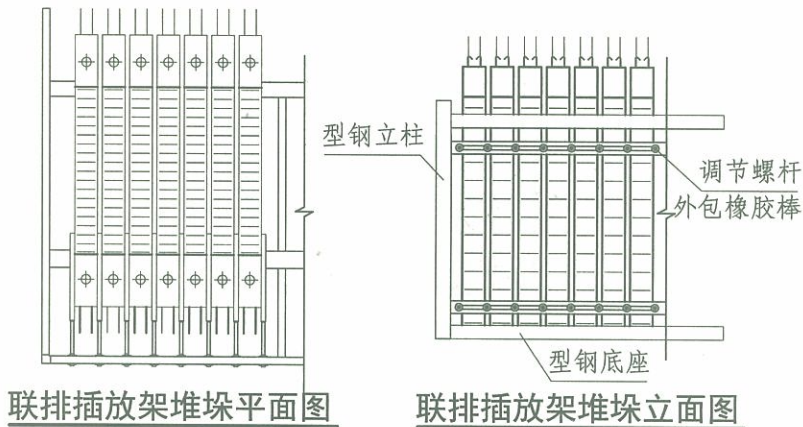 型钢立柱
调节螺杆
外包橡胶棒
型钢底座
联排插放架堆垛平面图
联排插放架堆垛立面图